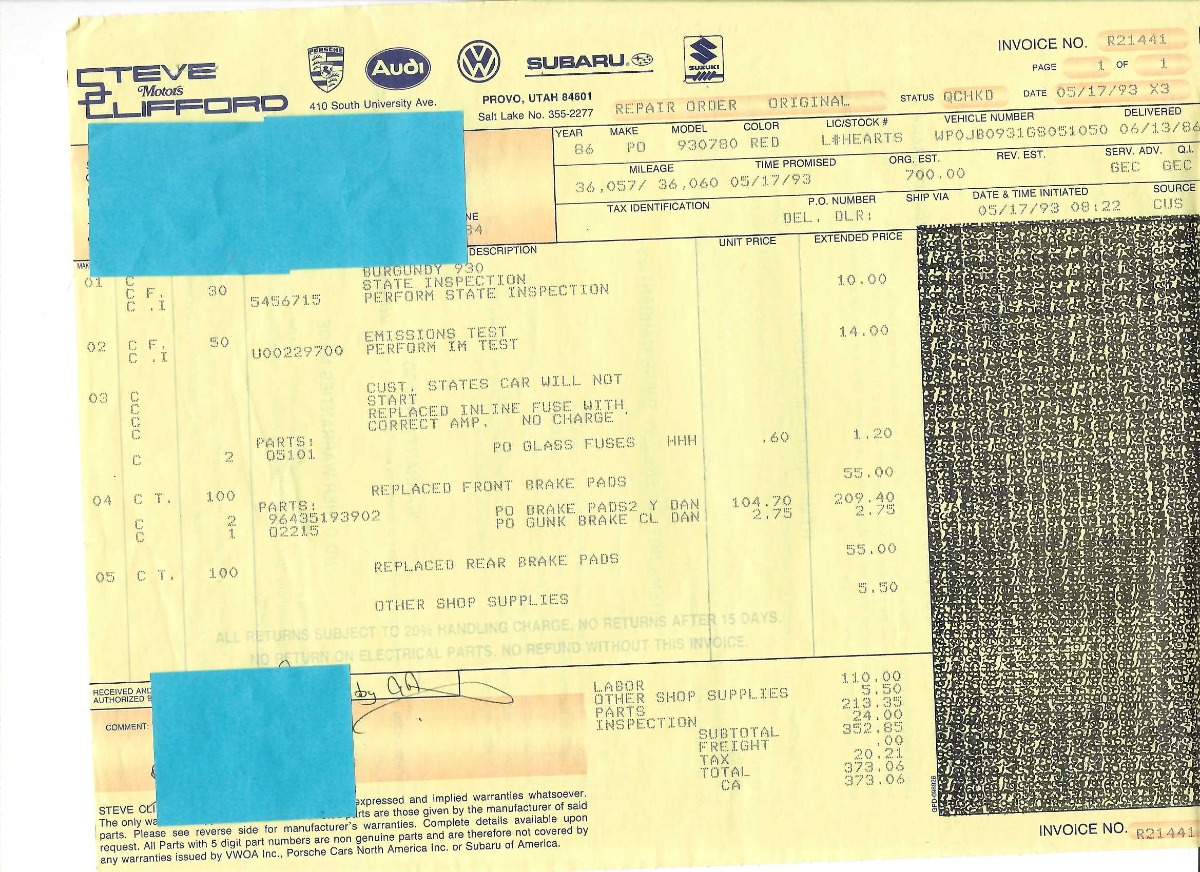 STEVE Motors CLIFFORD
PORSCHE Audi VW SUBARU SUZUKI
410 South University Ave.
PROVO, UTAH 84601
Salt Lake No. 355-2277
REPAIR ORDER ORIGINAL
INVOICE NO. R21441
PAGE 1 OF 1
STATUS QCHKD DATE 05/17/93 X3
YEAR MAKE MODEL COLOR LIC/STOCK # VEHICLE NUMBER DELIVERED
86 PO 930780 RED L#HEARTS WP0JB0931GS051050 06/13/86
MILEAGE TIME PROMISED ORG. EST. REV. EST. SERV. ADV. Q.I.
36,057/ 36,060 05/17/93 700.00 GEC GEC
TAX IDENTIFICATION P.O. NUMBER SHIP VIA DATE & TIME INITIATED SOURCE
DEL. DLR: 05/17/93 08:22 CUS
NE
84
DESCRIPTION UNIT PRICE EXTENDED PRICE
BURGUNDY 930
01 C STATE INSPECTION 10.00
C F. 30 5456715 PERFORM STATE INSPECTION
C .I
EMISSIONS TEST 14.00
02 C F. 50 U00229700 PERFORM IM TEST
C .I
CUST. STATES CAR WILL NOT
03 C START
C REPLACED INLINE FUSE WITH
C CORRECT AMP. NO CHARGE
C PARTS:
C 2 05101 PO GLASS FUSES HHH .60 1.20
REPLACED FRONT BRAKE PADS 55.00
04 C T. 100 PARTS:
C 2 96435193902 PO BRAKE PADS2 Y DAN 104.70 209.40
C 1 02215 PO GUNK BRAKE CL DAN 2.75 2.75
05 C T. 100 REPLACED REAR BRAKE PADS 55.00
OTHER SHOP SUPPLIES 5.50
ALL RETURNS SUBJECT TO 20% HANDLING CHARGE. NO RETURNS AFTER 15 DAYS.
NO RETURN ON ELECTRICAL PARTS. NO REFUND WITHOUT THIS INVOICE.
RECEIVED AND
AUTHORIZED B
by
COMMENT:
LABOR 110.00
OTHER SHOP SUPPLIES 5.50
PARTS 213.35
INSPECTION 24.00
SUBTOTAL 352.85
FREIGHT .00
TAX 20.21
TOTAL 373.06
CA 373.06
STEVE CLI expressed and implied warranties whatsoever.
The only wa parts are those given by the manufacturer of said
parts. Please see reverse side for manufacturer's warranties. Complete details available upon
request. All Parts with 5 digit part numbers are non genuine parts and are therefore not covered by
any warranties issued by VWOA Inc., Porsche Cars North America Inc. or Subaru of America.
INVOICE NO. R21441